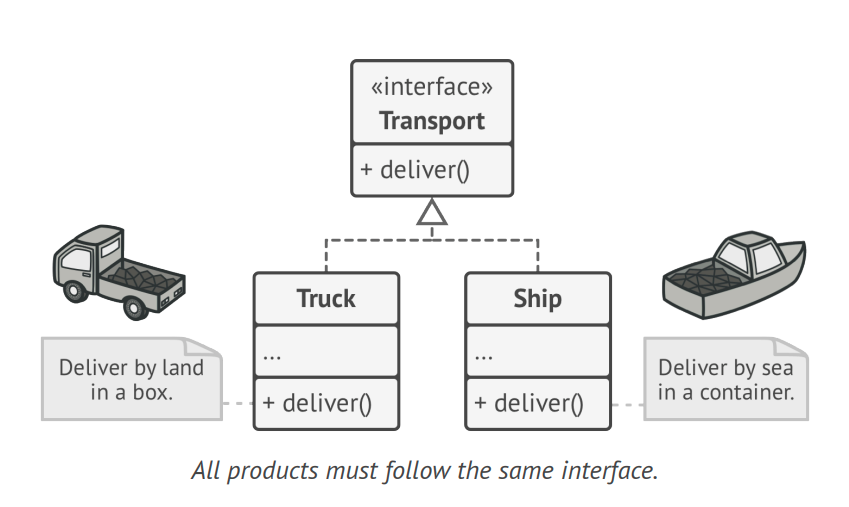 «interface»
Transport
+ deliver()
Truck
...
+ deliver()
Ship
...
+ deliver()
Deliver by land
in a box.
Deliver by sea
in a container.
All products must follow the same interface.